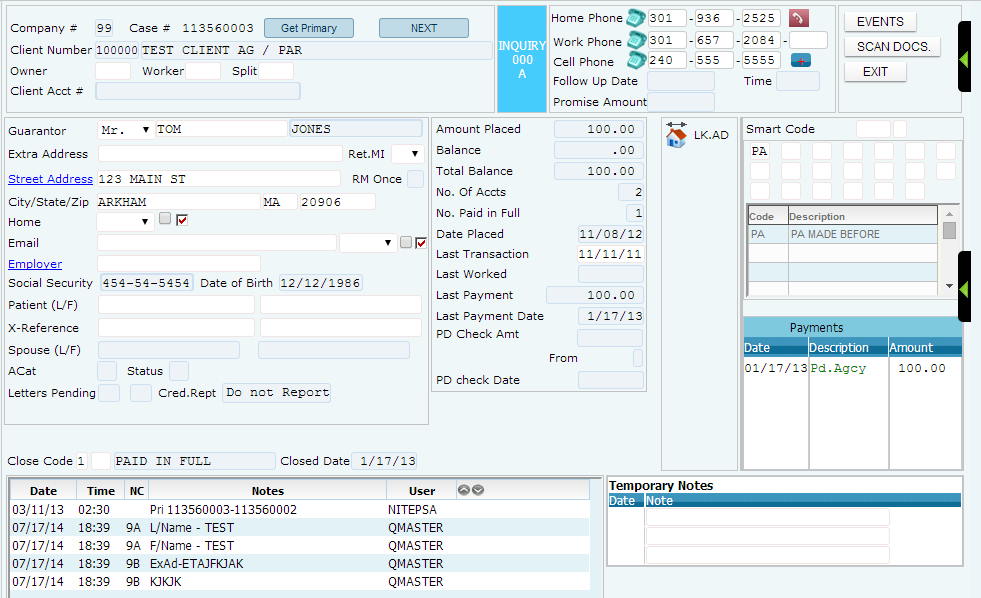 Company # 99 Case # 113560003 Get Primary NEXT
Client Number 100000 TEST CLIENT AG / PAR
Owner Worker Split
Client Acct #
INQUIRY
000
A
Home Phone 301 - 936 - 2525
Work Phone 301 - 657 - 2084 -
Cell Phone 240 - 555 - 5555
Follow Up Date Time
Promise Amount
EVENTS
SCAN DOCS.
EXIT
Guarantor Mr. TOM JONES
Extra Address Ret.MI
Street Address 123 MAIN ST RM Once
City/State/Zip ARKHAM MA 20906
Home
Email
Employer
Social Security 454-54-5454 Date of Birth 12/12/1986
Patient (L/F)
X-Reference
Spouse (L/F)
ACat Status
Letters Pending Cred.Rept Do not Report
Amount Placed 100.00
Balance .00
Total Balance 100.00
No. Of Accts 2
No. Paid in Full 1
Date Placed 11/08/12
Last Transaction 11/11/11
Last Worked
Last Payment 100.00
Last Payment Date 1/17/13
PD Check Amt
From
PD check Date
LK.AD
Smart Code
PA
Code Description
PA PA MADE BEFORE
Payments
Date Description Amount
01/17/13 Pd.Agcy 100.00
Close Code 1 PAID IN FULL Closed Date 1/17/13
Date Time NC Notes User
03/11/13 02:30 Pri 113560003-113560002 NITEPSA
07/17/14 18:39 9A L/Name - TEST QMASTER
07/17/14 18:39 9A F/Name - TEST QMASTER
07/17/14 18:39 9B ExAd-ETAJFKJAK QMASTER
07/17/14 18:39 9B KJKJK QMASTER
Temporary Notes
Date Note